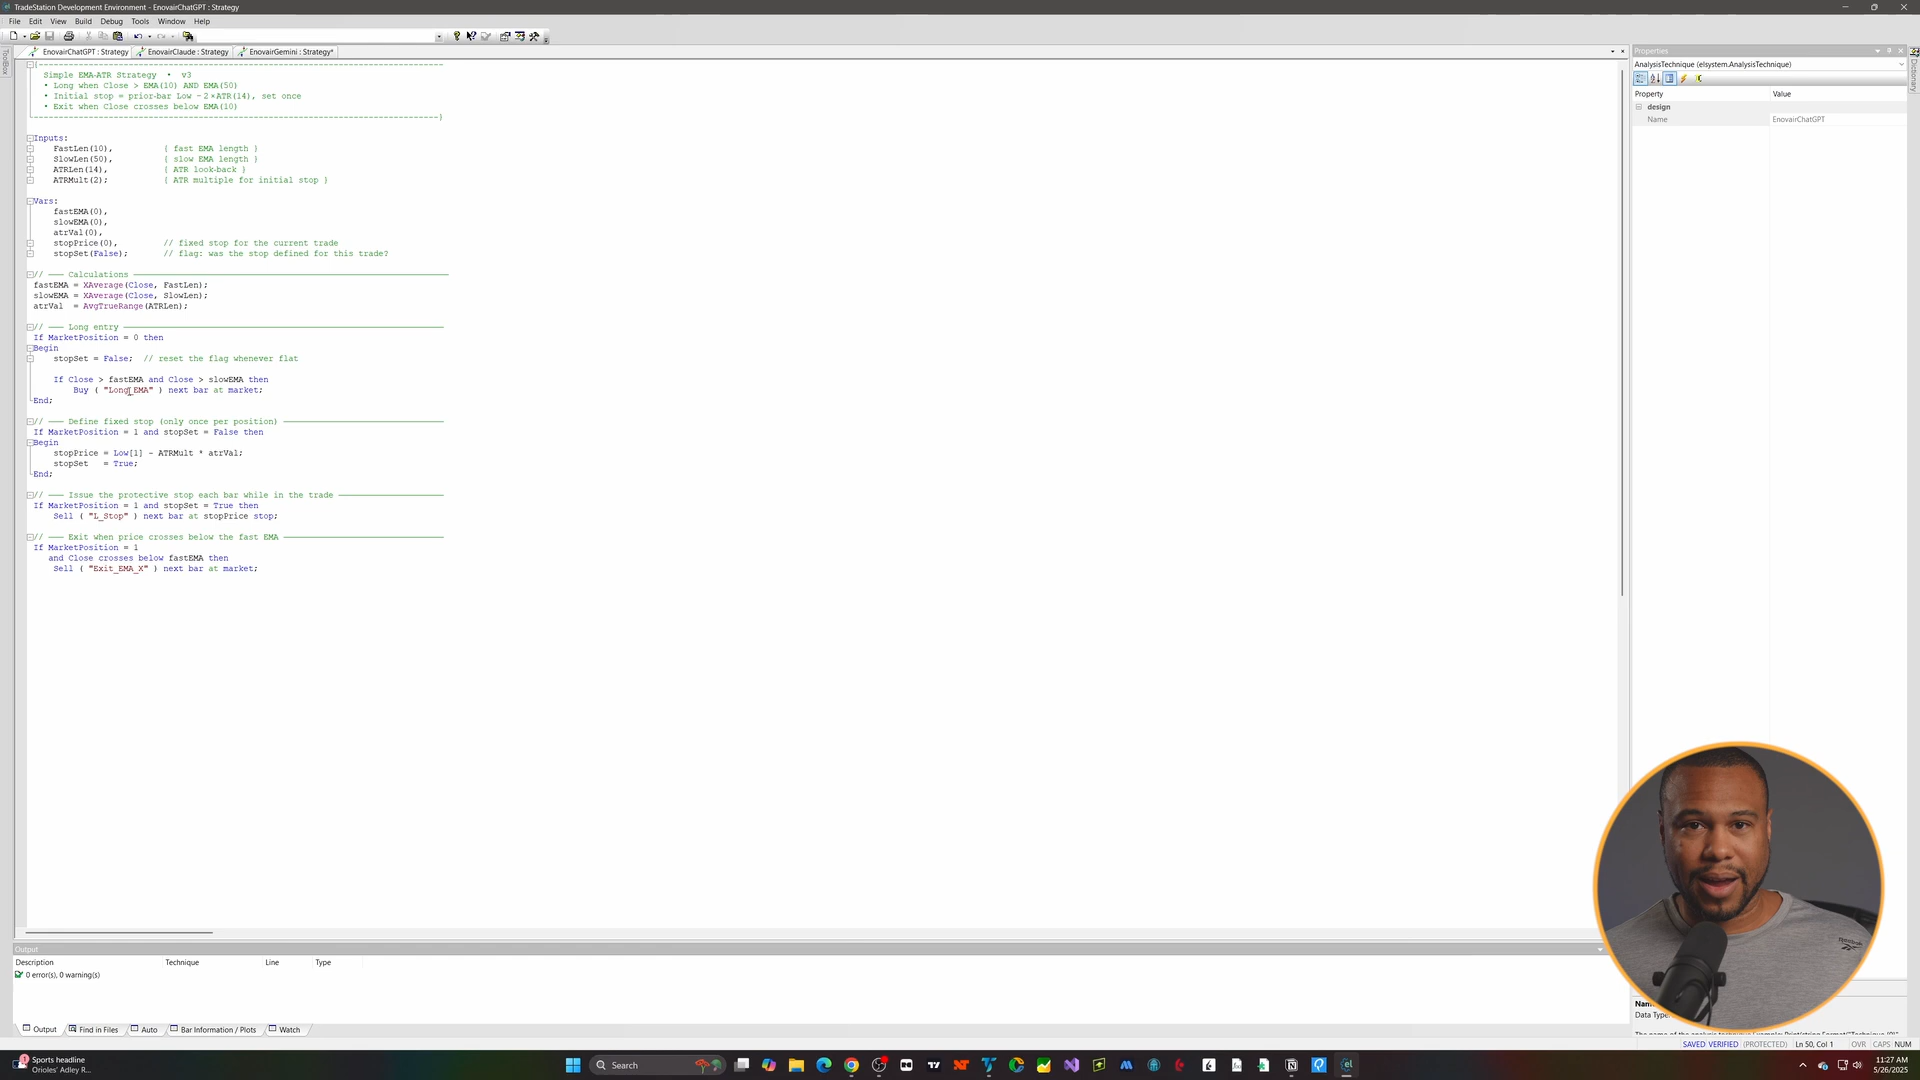 TradeStation Development Environment - EnovairChatGPT : Strategy
File Edit View Build Debug Tools Window Help
EnovairChatGPT : Strategy EnovairClaude : Strategy EnovairGemini : Strategy*
ToolBox
{----------------------------------------------------------------------------------
Simple EMA-ATR Strategy • v3
• Long when Close > EMA(10) AND EMA(50)
• Initial stop = prior-bar Low − 2×ATR(14), set once
• Exit when Close crosses below EMA(10)
----------------------------------------------------------------------------------}
Inputs:
FastLen(10), { fast EMA length }
SlowLen(50), { slow EMA length }
ATRLen(14), { ATR look-back }
ATRMult(2); { ATR multiple for initial stop }
Vars:
fastEMA(0),
slowEMA(0),
atrVal(0),
stopPrice(0), // fixed stop for the current trade
stopSet(False); // flag: was the stop defined for this trade?
// ─── Calculations ───────────────
fastEMA = XAverage(Close, FastLen);
slowEMA = XAverage(Close, SlowLen);
atrVal = AvgTrueRange(ATRLen);
// ─── Long entry ───────────────
If MarketPosition = 0 then
Begin
stopSet = False; // reset the flag whenever flat
If Close > fastEMA and Close > slowEMA then
Buy ( "Long_EMA" ) next bar at market;
End;
// ─── Define fixed stop (only once per position) ───────────────
If MarketPosition = 1 and stopSet = False then
Begin
stopPrice = Low[1] - ATRMult * atrVal;
stopSet = True;
End;
// ─── Issue the protective stop each bar while in the trade ───────────────
If MarketPosition = 1 and stopSet = True then
Sell ( "L_Stop" ) next bar at stopPrice stop;
// ─── Exit when price crosses below the fast EMA ───────────────
If MarketPosition = 1
and Close crosses below fastEMA then
Sell ( "Exit_EMA_X" ) next bar at market;
Properties
AnalysisTechnique (elsystem.AnalysisTechnique)
Property Value
design
Name EnovairChatGPT
Dictionary
Output
Description Technique Line Type
0 error(s), 0 warning(s)
Output Find in Files Auto Bar Information / Plots Watch
Data Type:
SAVED VERIFIED (PROTECTED) Ln 50, Col 1 OVR CAPS NUM
Sports headline
Orioles' Adley R...
Search
11:27 AM
5/26/2025